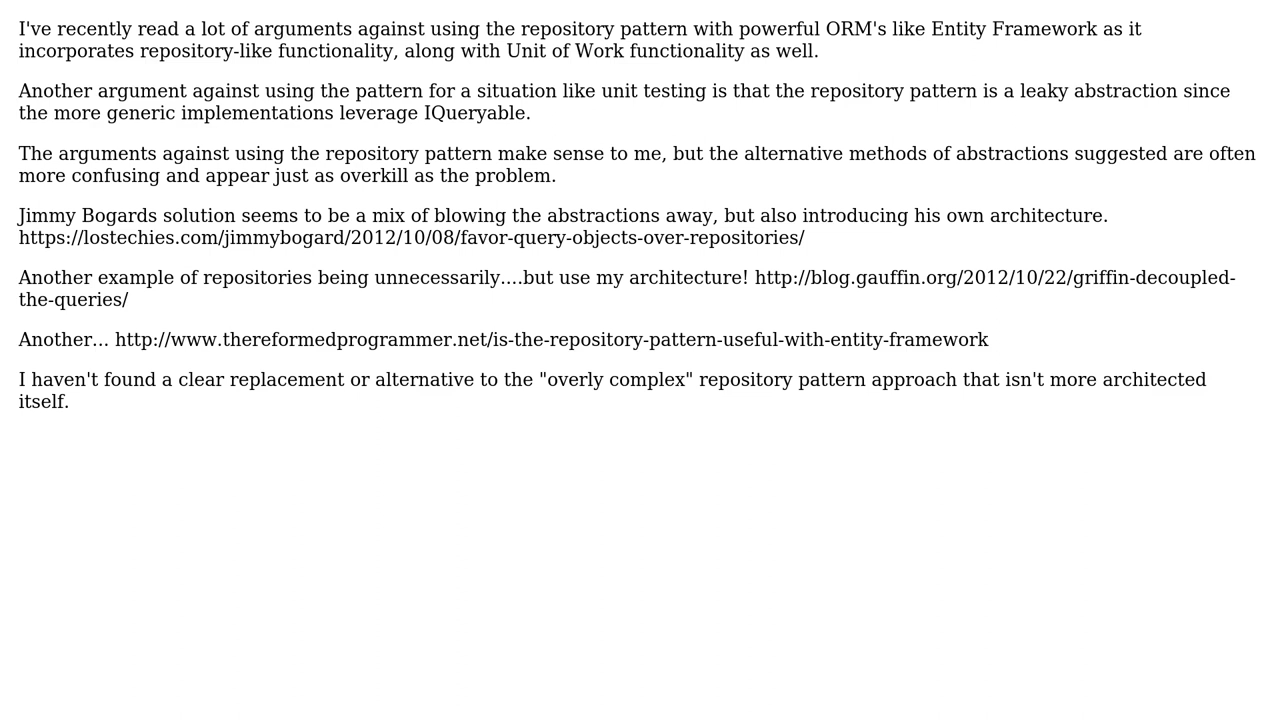 I've recently read a lot of arguments against using the repository pattern with powerful ORM's like Entity Framework as it
incorporates repository-like functionality, along with Unit of Work functionality as well.
Another argument against using the pattern for a situation like unit testing is that the repository pattern is a leaky abstraction since
the more generic implementations leverage IQueryable.
The arguments against using the repository pattern make sense to me, but the alternative methods of abstractions suggested are often
more confusing and appear just as overkill as the problem.
Jimmy Bogards solution seems to be a mix of blowing the abstractions away, but also introducing his own architecture.
https://lostechies.com/jimmybogard/2012/10/08/favor-query-objects-over-repositories/
Another example of repositories being unnecessarily....but use my architecture! http://blog.gauffin.org/2012/10/22/griffin-decoupled-
the-queries/
Another... http://www.thereformedprogrammer.net/is-the-repository-pattern-useful-with-entity-framework
I haven't found a clear replacement or alternative to the "overly complex" repository pattern approach that isn't more architected
itself.